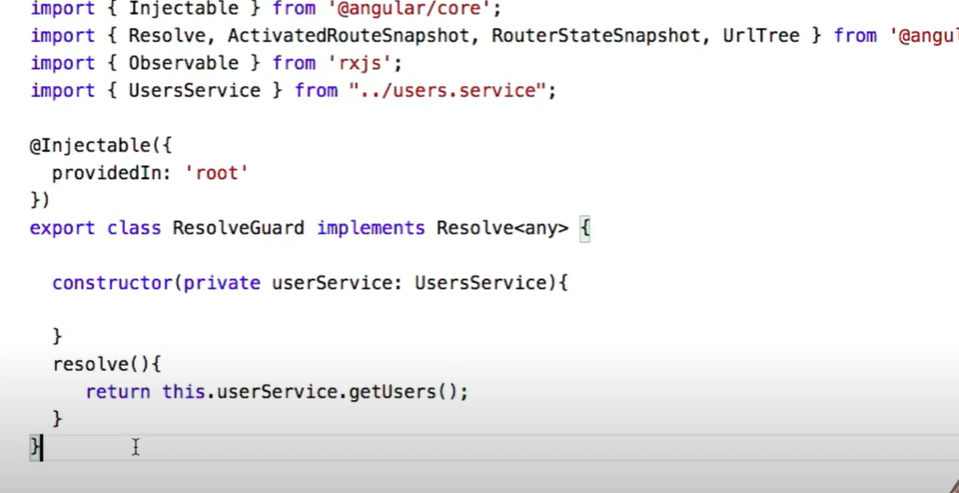 import { Injectable } from '@angular/core';
import { Resolve, ActivatedRouteSnapshot, RouterStateSnapshot, UrlTree } from '@angul
import { Observable } from 'rxjs';
import { UsersService } from "../users.service";
@Injectable({
providedIn: 'root'
})
export class ResolveGuard implements Resolve<any> {
constructor(private userService: UsersService){
}
resolve(){
return this.userService.getUsers();
}
}